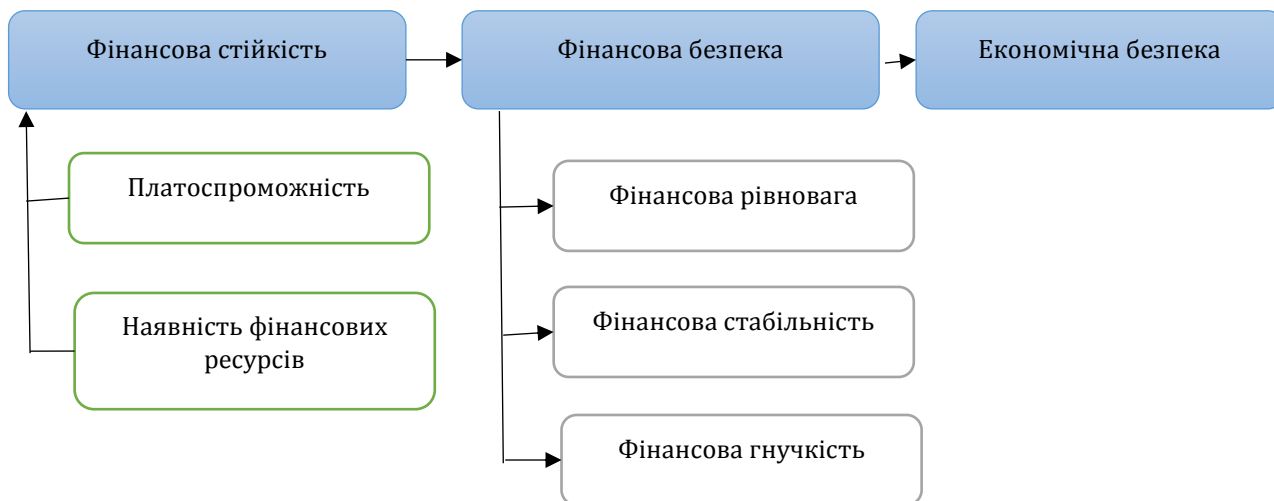 Фінансова стійкість
Фінансова безпека
Економічна безпека
Платоспроможність
Наявність фінансових
ресурсів
Фінансова рівновага
Фінансова стабільність
Фінансова гнучкість